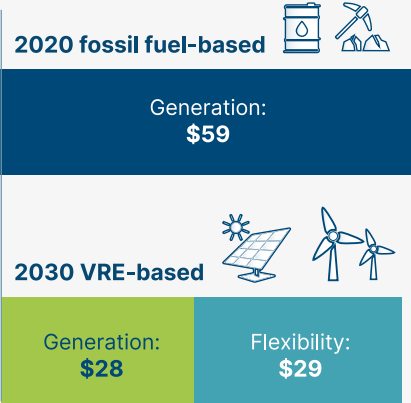 2020 fossil fuel-based
Generation:
$59
2030 VRE-based
Generation:
$28
Flexibility:
$29